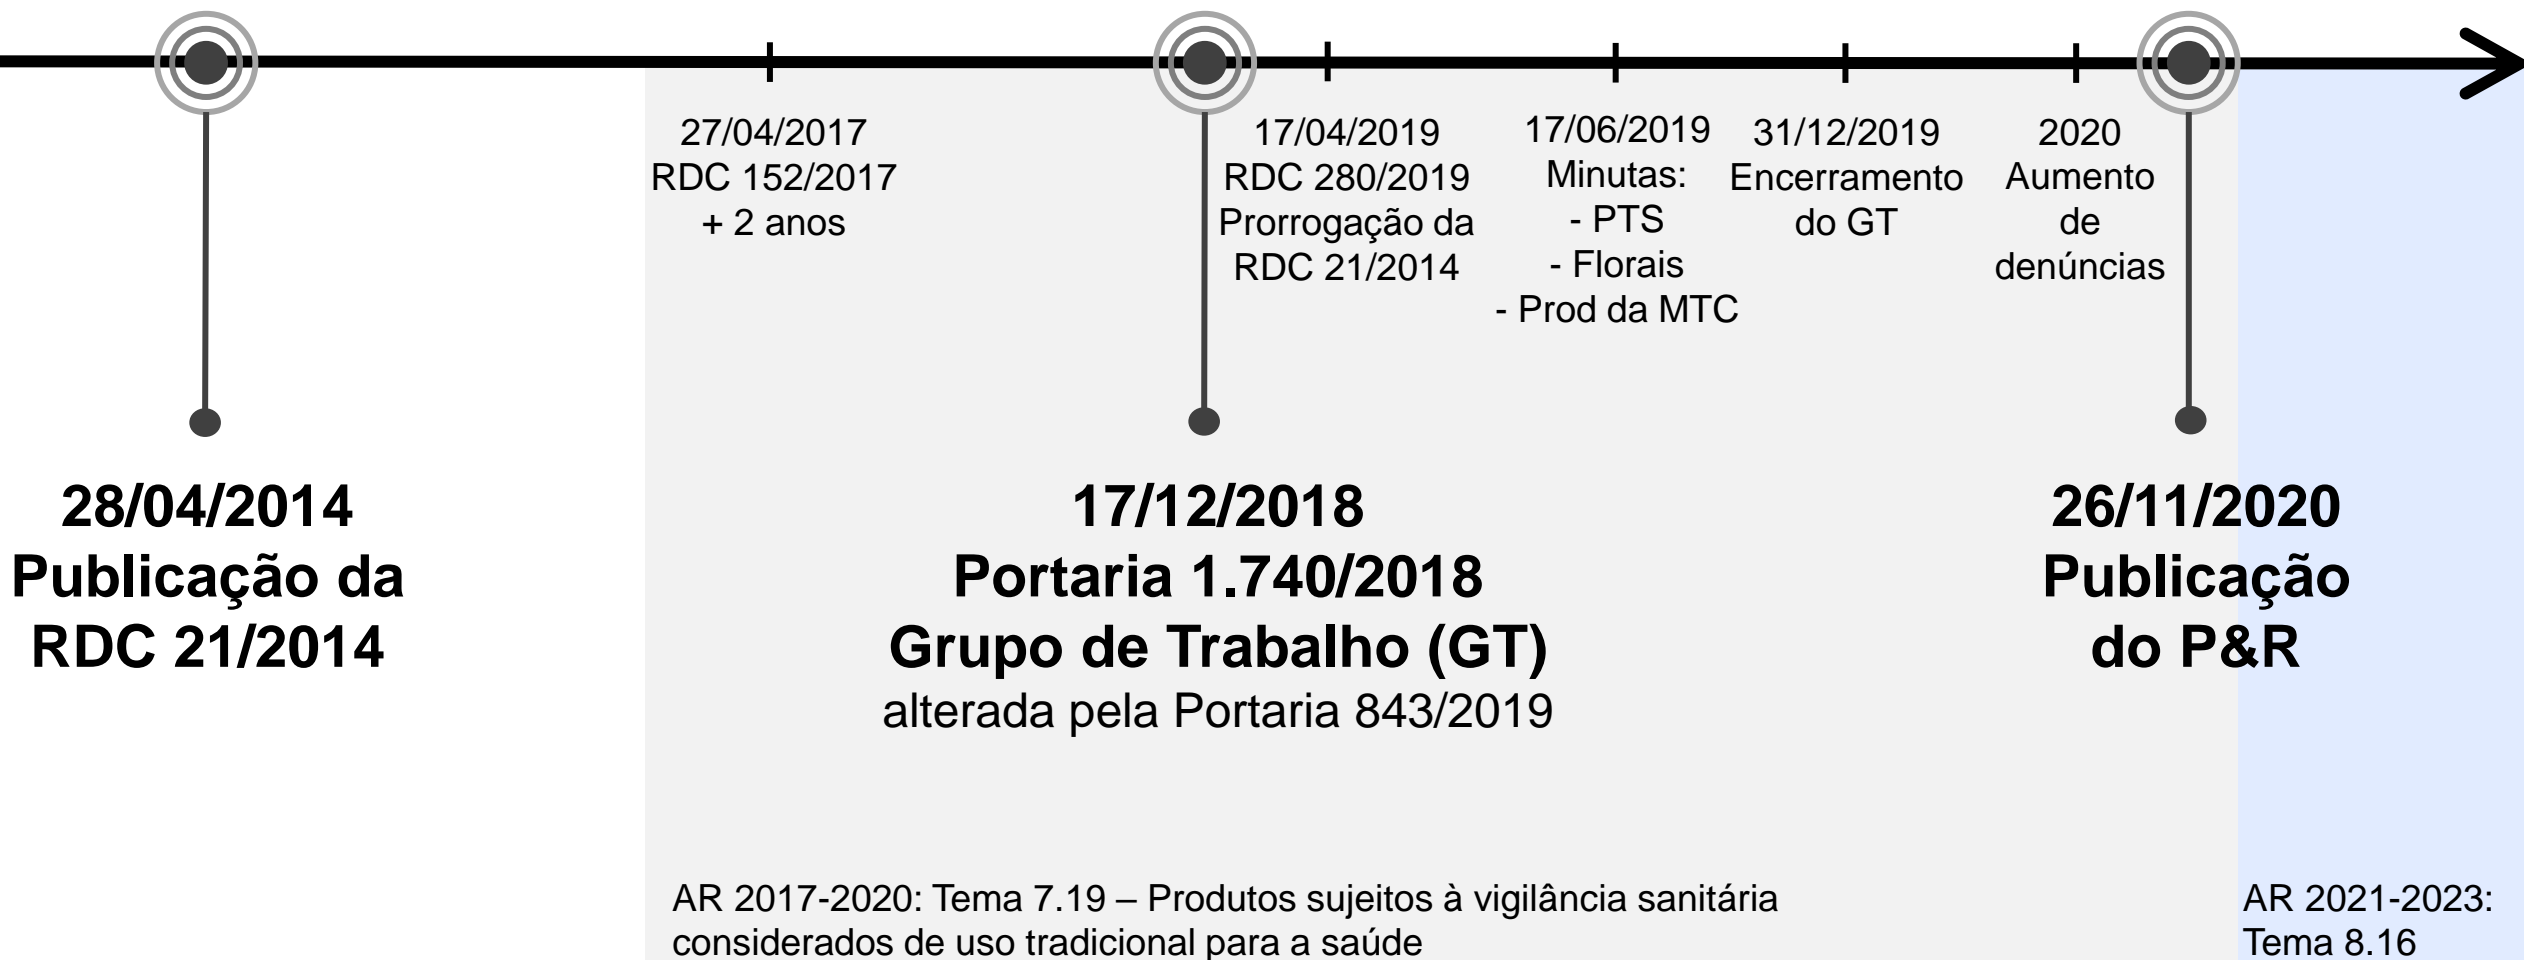 27/04/2017
RDC 152/2017
+ 2 anos
17/04/2019
RDC 280/2019
Prorrogação da
RDC 21/2014
17/06/2019
Minutas:
- PTS
- Florais
- Prod da MTC
31/12/2019
Encerramento
do GT
2020
Aumento
de
denúncias
28/04/2014
Publicação da
RDC 21/2014
17/12/2018
Portaria 1.740/2018
Grupo de Trabalho (GT)
alterada pela Portaria 843/2019
26/11/2020
Publicação
do P&R
AR 2017-2020: Tema 7.19 – Produtos sujeitos à vigilância sanitária
considerados de uso tradicional para a saúde
AR 2021-2023:
Tema 8.16